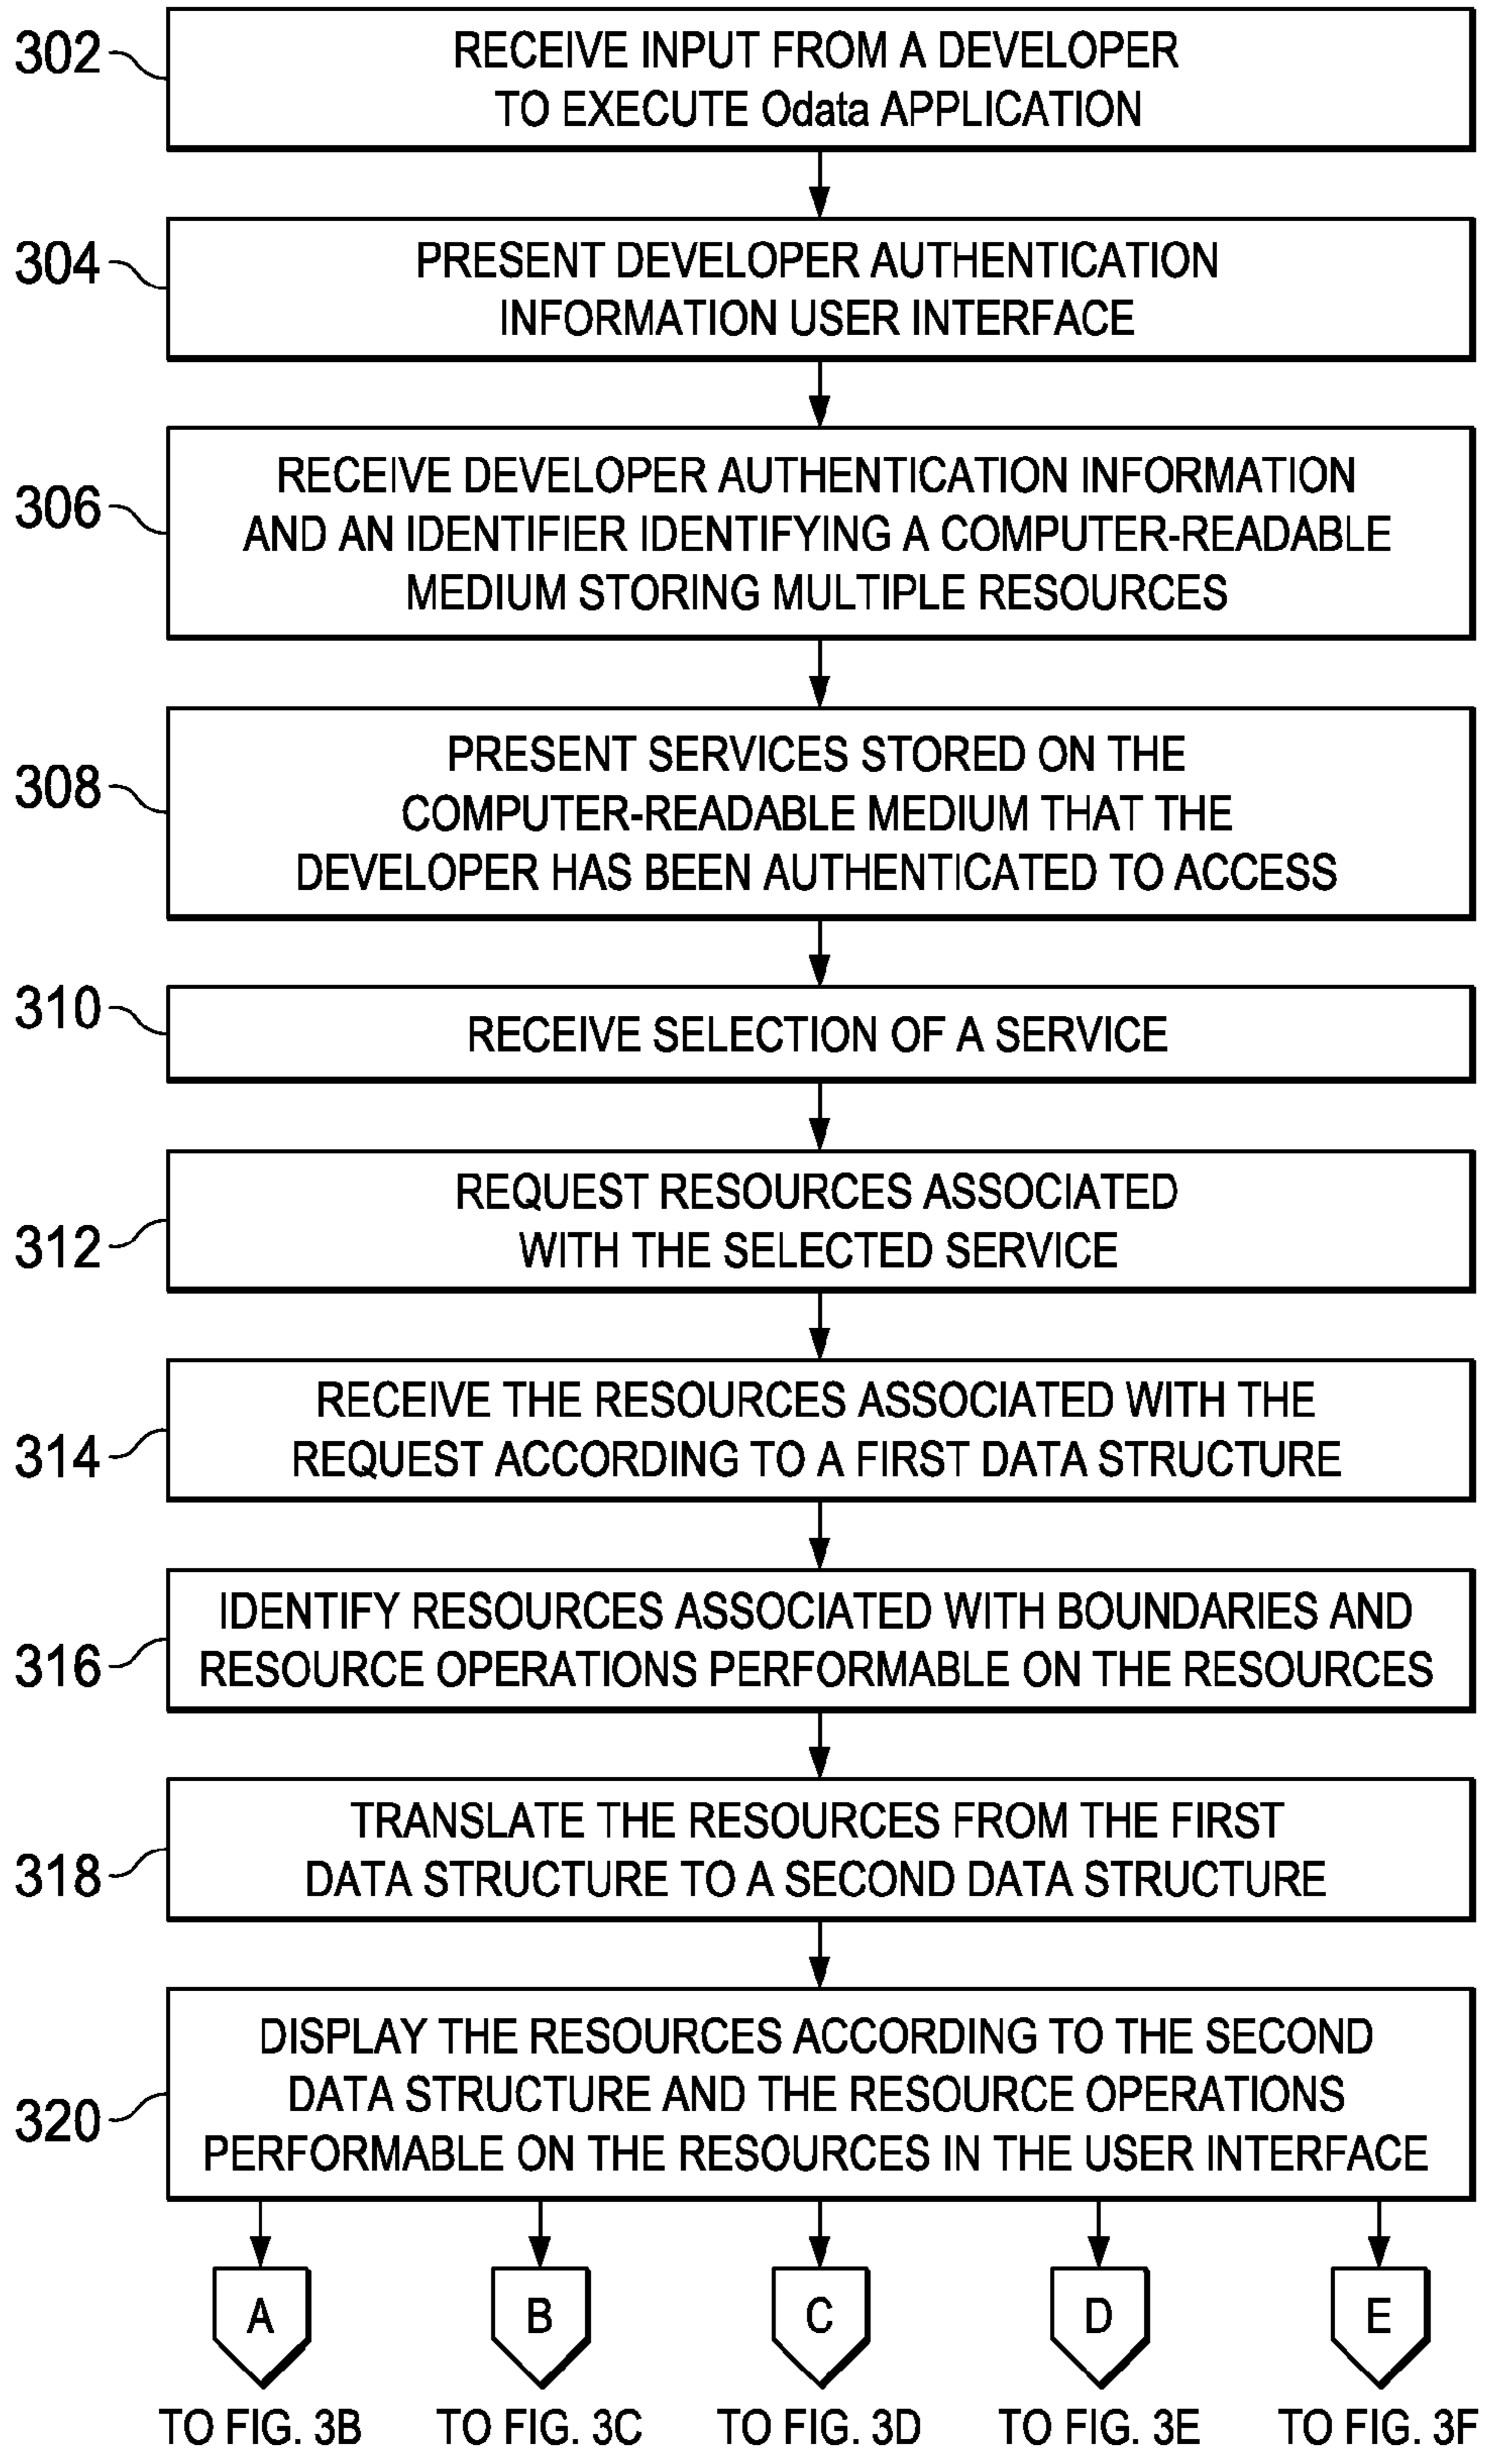 302
RECEIVE INPUT FROM A DEVELOPER
TO EXECUTE Odata APPLICATION
304
PRESENT DEVELOPER AUTHENTICATION
INFORMATION USER INTERFACE
306
RECEIVE DEVELOPER AUTHENTICATION INFORMATION
AND AN IDENTIFIER IDENTIFYING A COMPUTER-READABLE
MEDIUM STORING MULTIPLE RESOURCES
308
PRESENT SERVICES STORED ON THE
COMPUTER-READABLE MEDIUM THAT THE
DEVELOPER HAS BEEN AUTHENTICATED TO ACCESS
310
RECEIVE SELECTION OF A SERVICE
312
REQUEST RESOURCES ASSOCIATED
WITH THE SELECTED SERVICE
314
RECEIVE THE RESOURCES ASSOCIATED WITH THE
REQUEST ACCORDING TO A FIRST DATA STRUCTURE
316
IDENTIFY RESOURCES ASSOCIATED WITH BOUNDARIES AND
RESOURCE OPERATIONS PERFORMABLE ON THE RESOURCES
318
TRANSLATE THE RESOURCES FROM THE FIRST
DATA STRUCTURE TO A SECOND DATA STRUCTURE
320
DISPLAY THE RESOURCES ACCORDING TO THE SECOND
DATA STRUCTURE AND THE RESOURCE OPERATIONS
PERFORMABLE ON THE RESOURCES IN THE USER INTERFACE
A
B
C
D
E
TO FIG. 3B
TO FIG. 3C
TO FIG. 3D
TO FIG. 3E
TO FIG. 3F